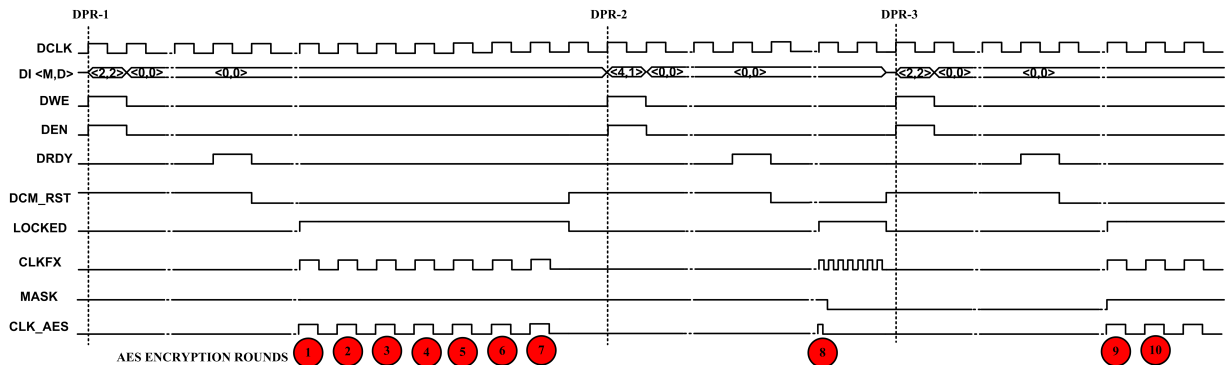 DPR-1 DPR-2 DPR-3
DCLK
DI <M,D> <2,2> <0,0> <0,0> <4,1> <0,0> <0,0> <2,2> <0,0> <0,0>
DWE
DEN
DRDY
DCM_RST
LOCKED
CLKFX
MASK
CLK_AES
AES ENCRYPTION ROUNDS 1 2 3 4 5 6 7 8 9 10